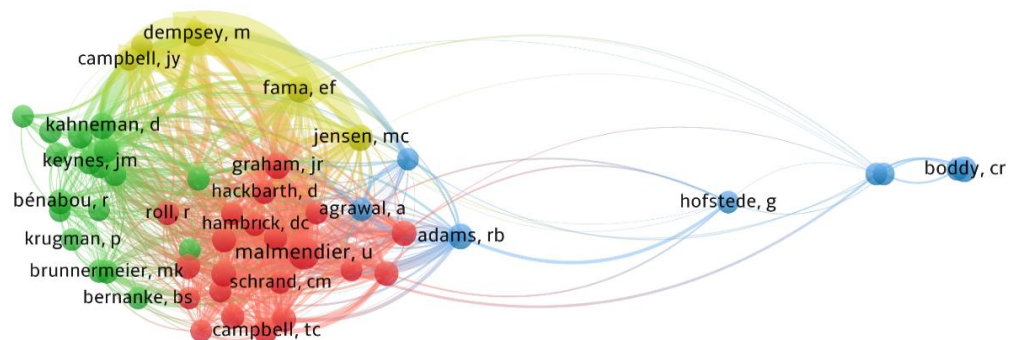 dempsey, m
campbell, jy
fama, ef
kahneman, d
jensen, mc
keynes, jm
graham, jr
boddy, cr
hackbarth, d
bénabou, r
hofstede, g
roll, r
agrawal, a
hambrick, dc
krugman, p
adams, rb
malmendier, u
brunnermeier, mk
schrand, cm
bernanke, bs
campbell, tc